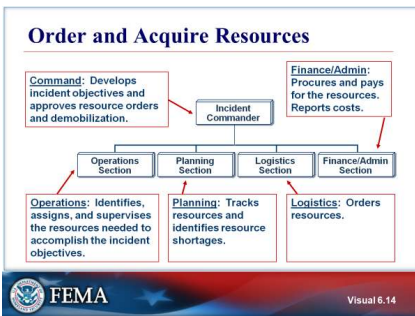 Order and Acquire Resources
Command: Develops
incident objectives and
approves resource orders
and demobilization.
Finance/Admin:
Procures and pays
for the resources.
Reports costs.
Incident
Commander
Operations
Section
Planning
Section
Logistics
Section
Finance/Admin
Section
Operations: Identifies,
assigns, and supervises
the resources needed to
accomplish the incident
objectives.
Planning: Tracks
resources and
identifies resource
shortages.
Logistics: Orders
resources.
FEMA
Visual 6.14